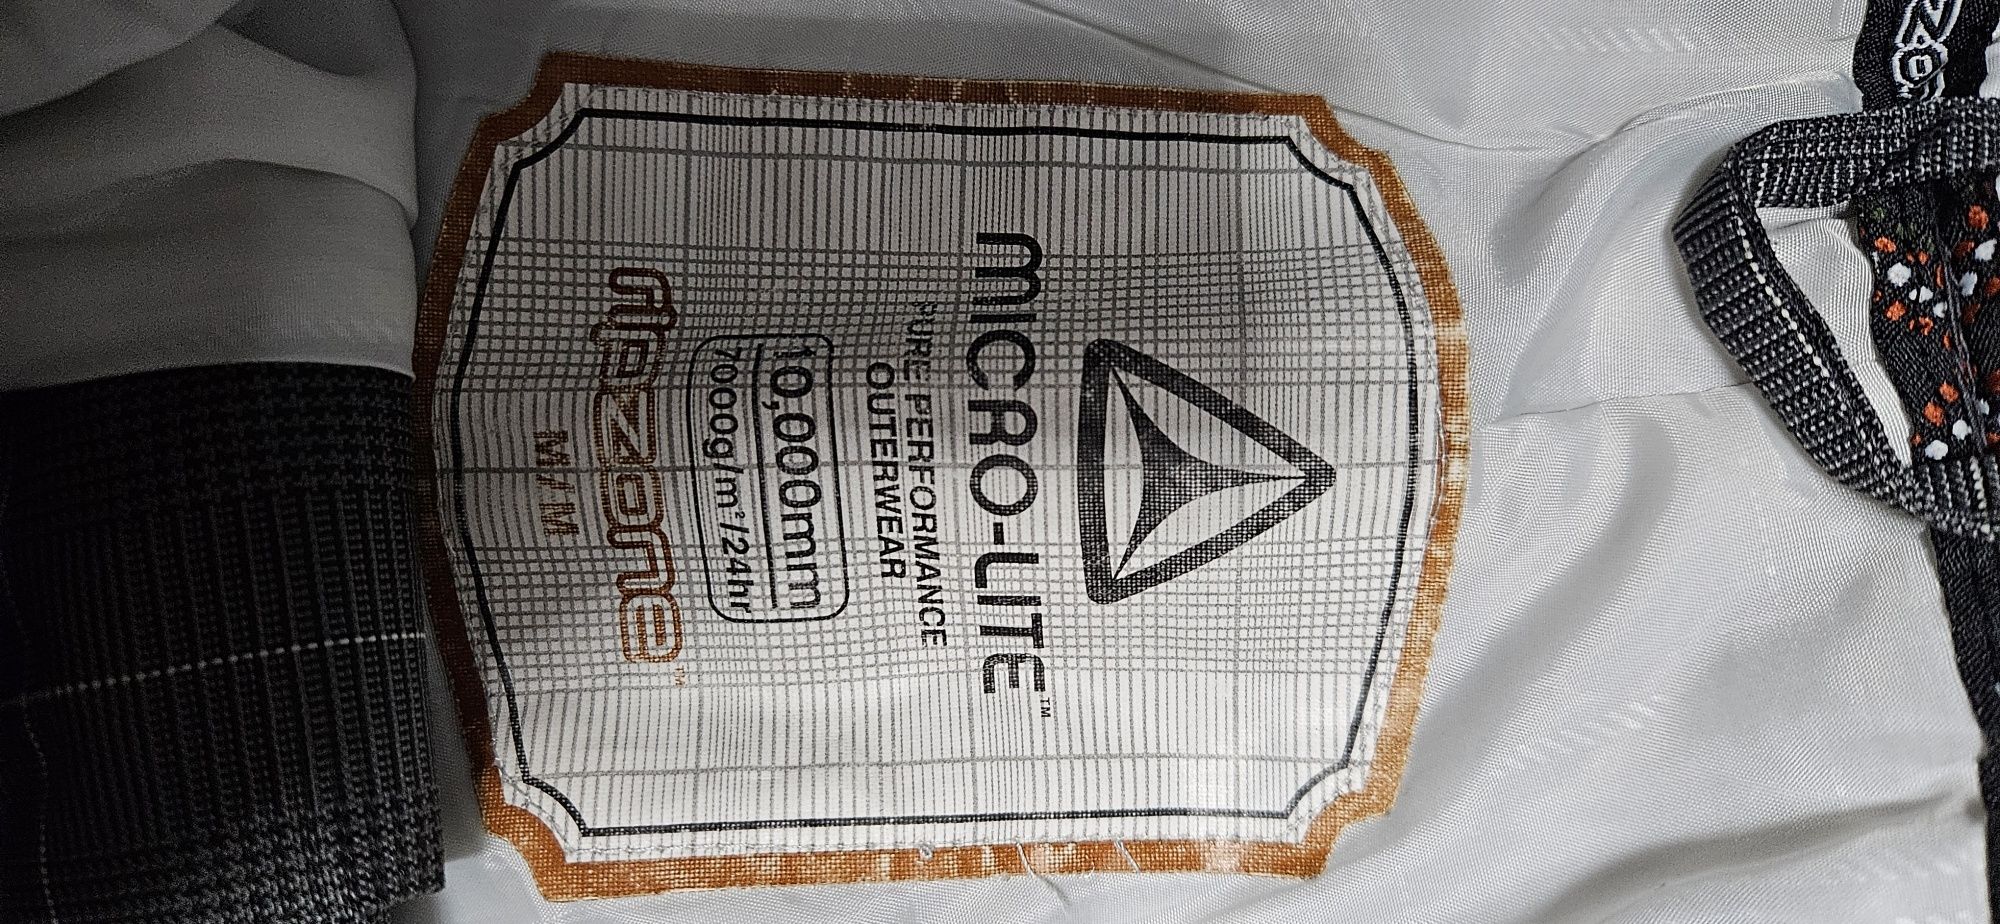 MICRO-LITE™
PURE PERFORMANCE
OUTERWEAR
10,000mm
7000g/m²/24hr
ripzone™
M/M